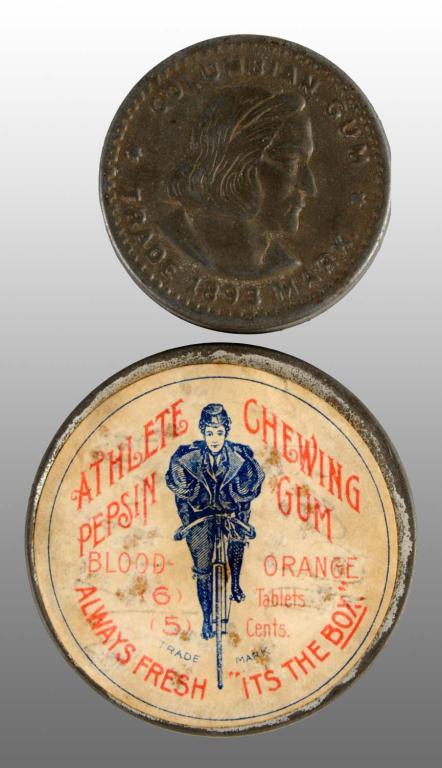 COLUMBIAN GUM
TRADE 1893 MARK
ATHLETE CHEWING
PEPSIN GUM
BLOOD- ORANGE
(6) Tablets
(5) Cents.
TRADE MARK
ALWAYS FRESH "ITS THE BOX"